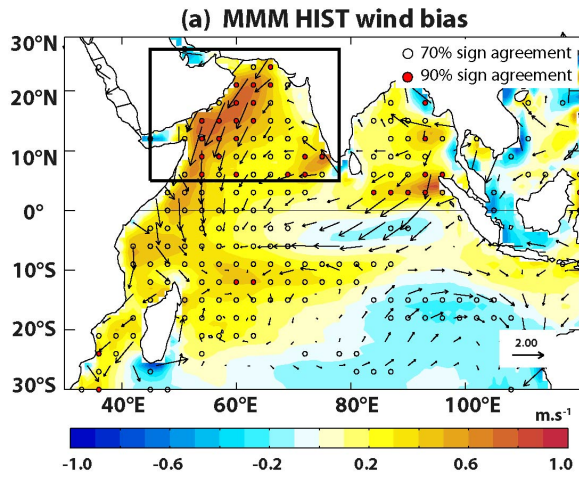 (a) MMM HIST wind bias
30°N
70% sign agreement
90% sign agreement
20°N
10°N
0°
10°S
20°S
2.00
30°S
40°E 60°E 80°E 100°E
m.s⁻¹
-1.0 -0.6 -0.2 0.2 0.6 1.0